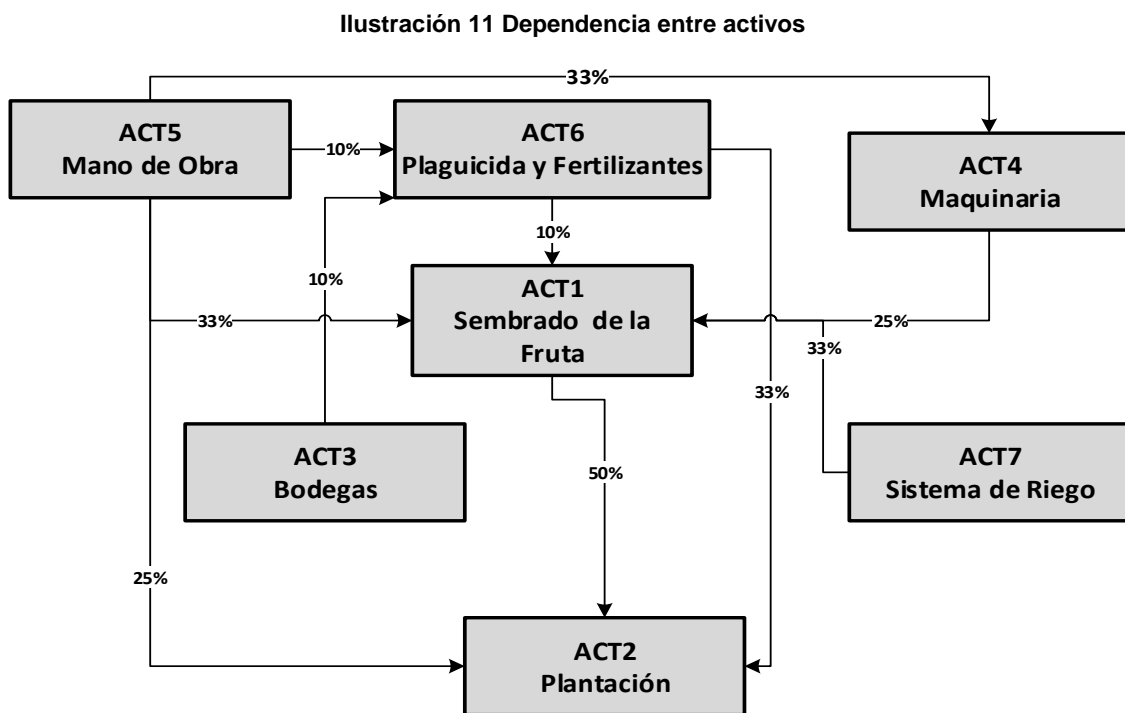 Ilustración 11 Dependencia entre activos
33%
ACT5
Mano de Obra
10%
ACT6
Plaguicida y Fertilizantes
ACT4
Maquinaria
10%
10%
ACT1
Sembrado de la
Fruta
33%
25%
33%
33%
ACT3
Bodegas
50%
ACT7
Sistema de Riego
25%
ACT2
Plantación